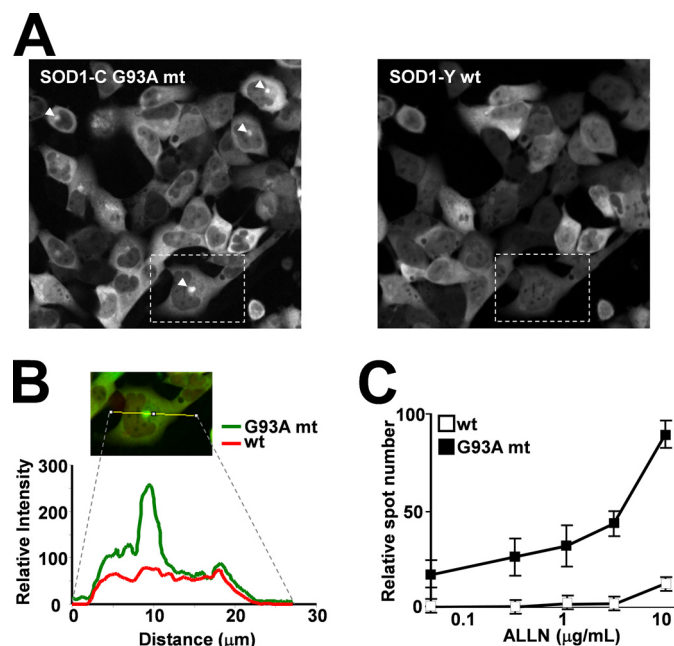 A
SOD1-C G93A mt
SOD1-Y wt
B
G93A mt
wt
Relative Intensity
300
200
100
0
0
10
20
30
Distance (μm)
C
wt
G93A mt
Relative spot number
100
50
0
0.1
1
10
ALLN (μg/mL)